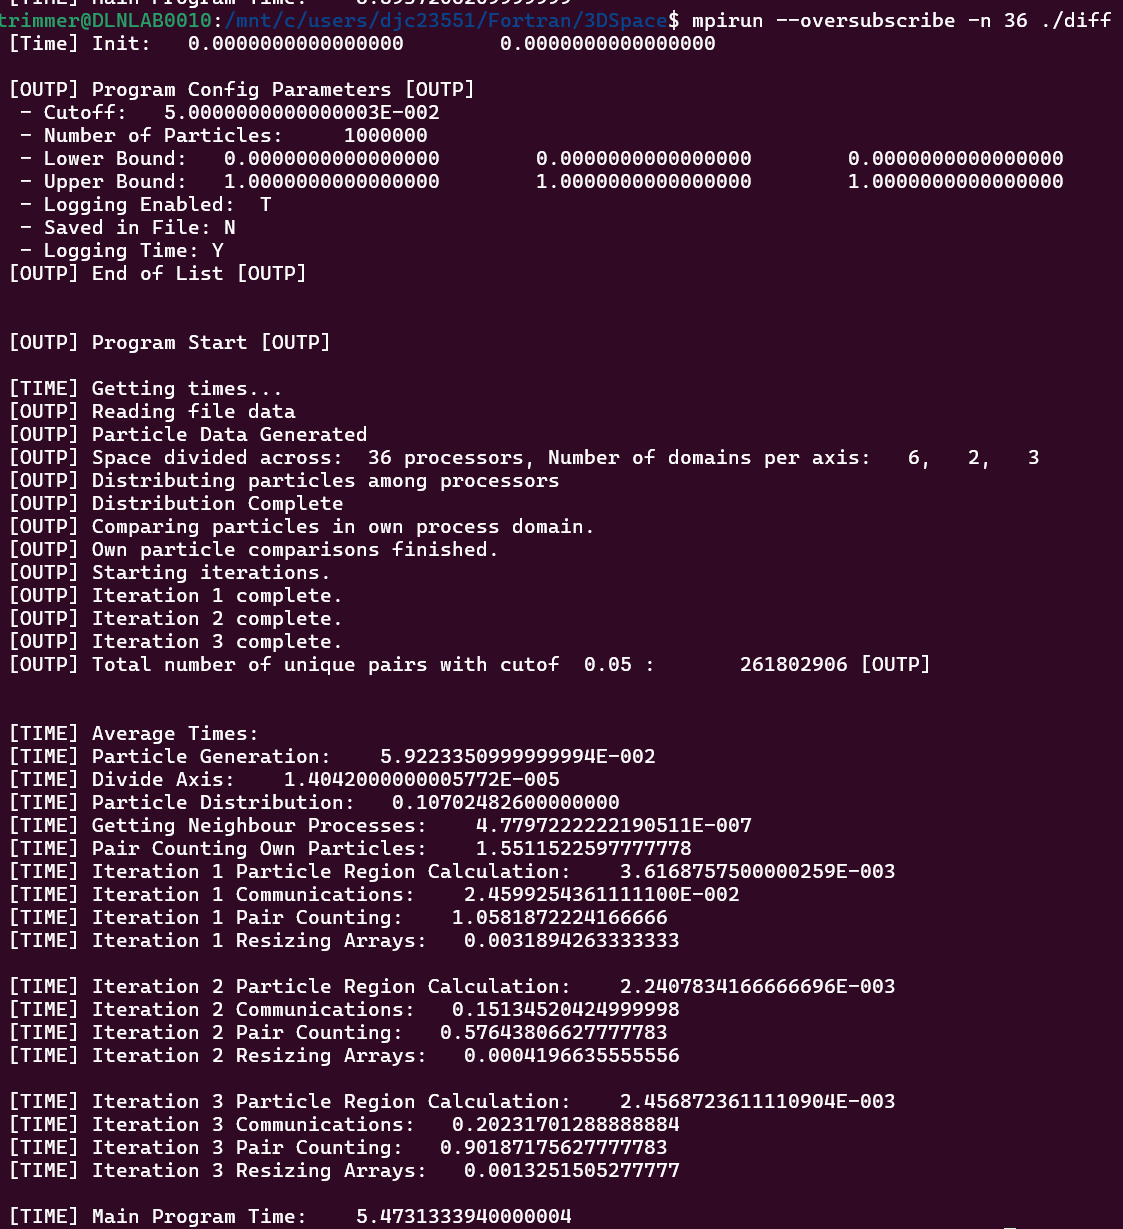 [TIME] Main Program Time:    8.8937208209999999
trimmer@DLNLAB0010:/mnt/c/users/djc23551/Fortran/3DSpace$ mpirun --oversubscribe -n 36 ./diff
[Time] Init:   0.0000000000000000        0.0000000000000000
[OUTP] Program Config Parameters [OUTP]
 - Cutoff:   5.0000000000000003E-002
 - Number of Particles:     1000000
 - Lower Bound:   0.0000000000000000        0.0000000000000000        0.0000000000000000
 - Upper Bound:   1.0000000000000000        1.0000000000000000        1.0000000000000000
 - Logging Enabled:  T
 - Saved in File: N
 - Logging Time: Y
[OUTP] End of List [OUTP]
[OUTP] Program Start [OUTP]
[TIME] Getting times...
[OUTP] Reading file data
[OUTP] Particle Data Generated
[OUTP] Space divided across:  36 processors, Number of domains per axis:   6,   2,   3
[OUTP] Distributing particles among processors
[OUTP] Distribution Complete
[OUTP] Comparing particles in own process domain.
[OUTP] Own particle comparisons finished.
[OUTP] Starting iterations.
[OUTP] Iteration 1 complete.
[OUTP] Iteration 2 complete.
[OUTP] Iteration 3 complete.
[OUTP] Total number of unique pairs with cutof  0.05 :       261802906 [OUTP]
[TIME] Average Times:
[TIME] Particle Generation:    5.9223350999999994E-002
[TIME] Divide Axis:    1.4042000000005772E-005
[TIME] Particle Distribution:   0.10702482600000000
[TIME] Getting Neighbour Processes:    4.7797222222190511E-007
[TIME] Pair Counting Own Particles:    1.5511522597777778
[TIME] Iteration 1 Particle Region Calculation:    3.6168757500000259E-003
[TIME] Iteration 1 Communications:    2.4599254361111100E-002
[TIME] Iteration 1 Pair Counting:    1.0581872224166666
[TIME] Iteration 1 Resizing Arrays:   0.0031894263333333
[TIME] Iteration 2 Particle Region Calculation:    2.2407834166666696E-003
[TIME] Iteration 2 Communications:   0.15134520424999998
[TIME] Iteration 2 Pair Counting:   0.57643806627777783
[TIME] Iteration 2 Resizing Arrays:   0.0004196635555556
[TIME] Iteration 3 Particle Region Calculation:    2.4568723611110904E-003
[TIME] Iteration 3 Communications:   0.20231701288888884
[TIME] Iteration 3 Pair Counting:   0.90187175627777783
[TIME] Iteration 3 Resizing Arrays:   0.0013251505277777
[TIME] Main Program Time:    5.4731333940000004